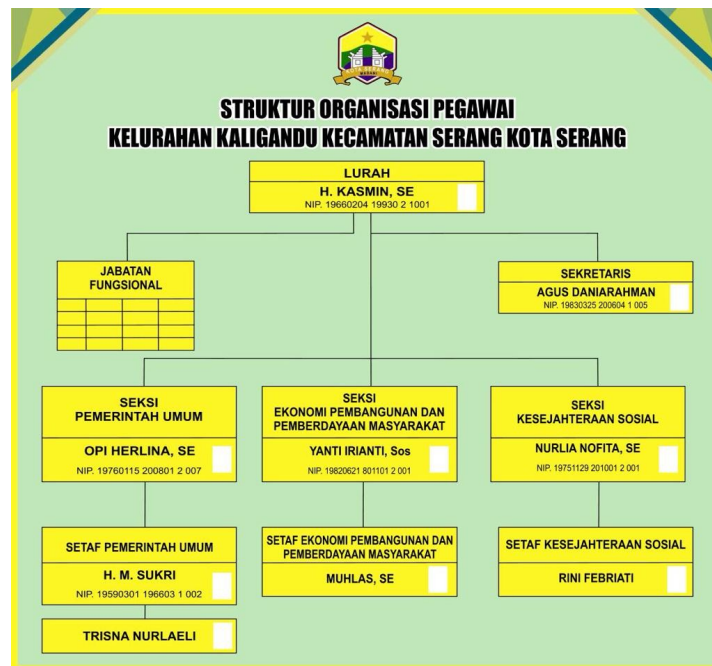 KOTA SERANG
MADANI
STRUKTUR ORGANISASI PEGAWAI
KELURAHAN KALIGANDU KECAMATAN SERANG KOTA SERANG
LURAH
H. KASMIN, SE
NIP. 19660204 19930 2 1001
JABATAN
FUNGSIONAL
SEKRETARIS
AGUS DANIARAHMAN
NIP. 19830325 200604 1 005
SEKSI
PEMERINTAH UMUM
OPI HERLINA, SE
NIP. 19760115 200801 2 007
SEKSI
EKONOMI PEMBANGUNAN DAN
PEMBERDAYAAN MASYARAKAT
YANTI IRIANTI, Sos
NIP. 19820621 801101 2 001
SEKSI
KESEJAHTERAAN SOSIAL
NURLIA NOFITA, SE
NIP. 19751129 201001 2 001
SETAF PEMERINTAH UMUM
H. M. SUKRI
NIP. 19590301 196603 1 002
TRISNA NURLAELI
SETAF EKONOMI PEMBANGUNAN DAN
PEMBERDAYAAN MASYARAKAT
MUHLAS, SE
SETAF KESEJAHTERAAN SOSIAL
RINI FEBRIATI